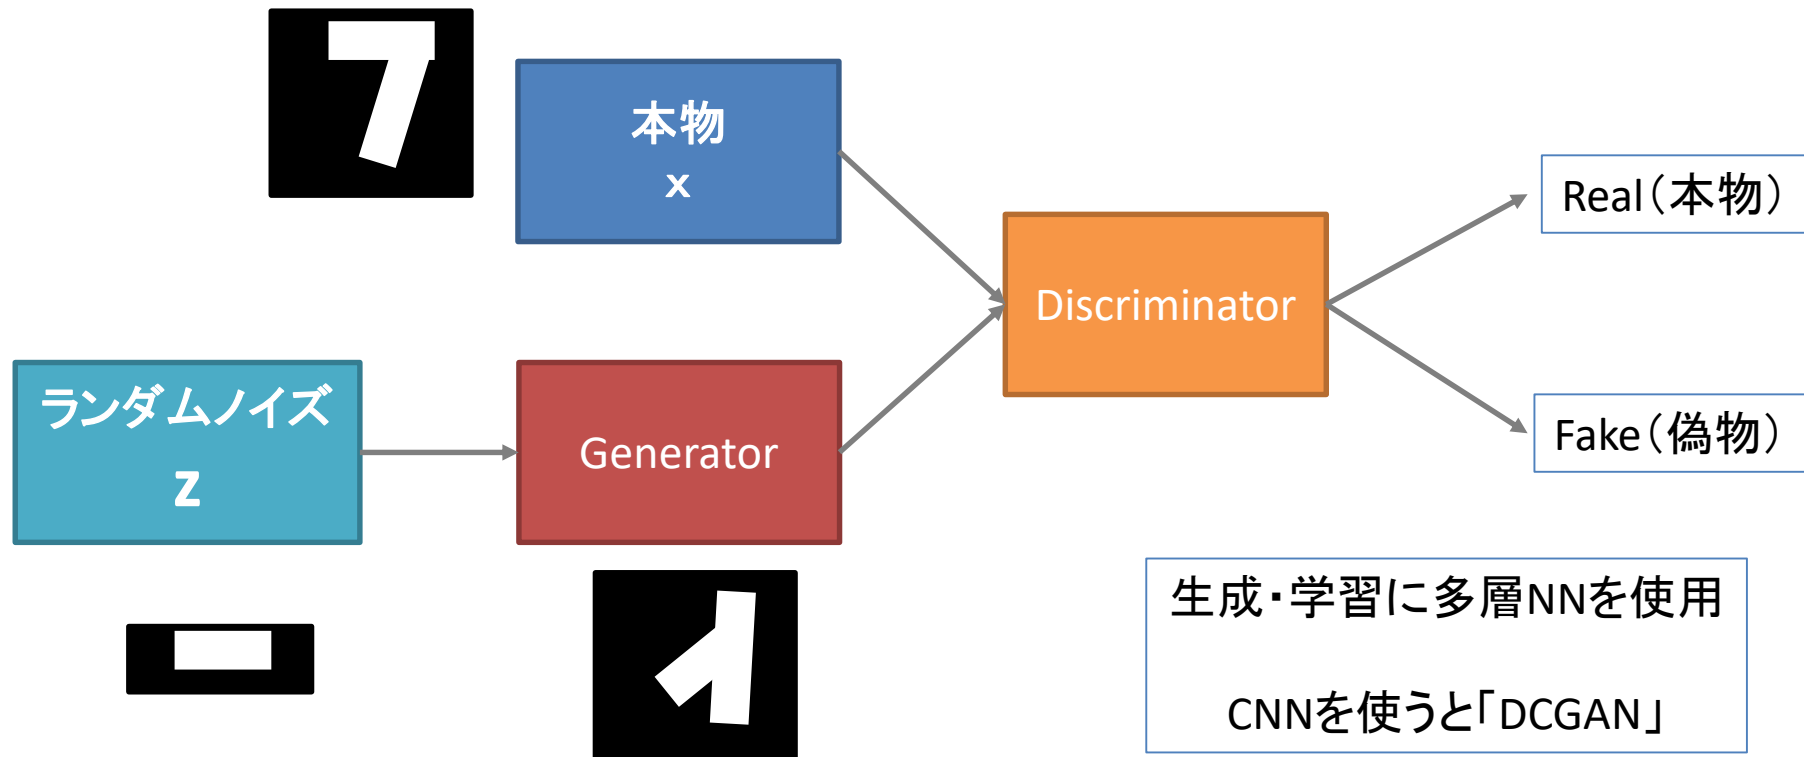 本物
x
Real（本物）
Discriminator
ランダムノイズ
z
Generator
Fake（偽物）
生成・学習に多層NNを使用
CNNを使うと「DCGAN」